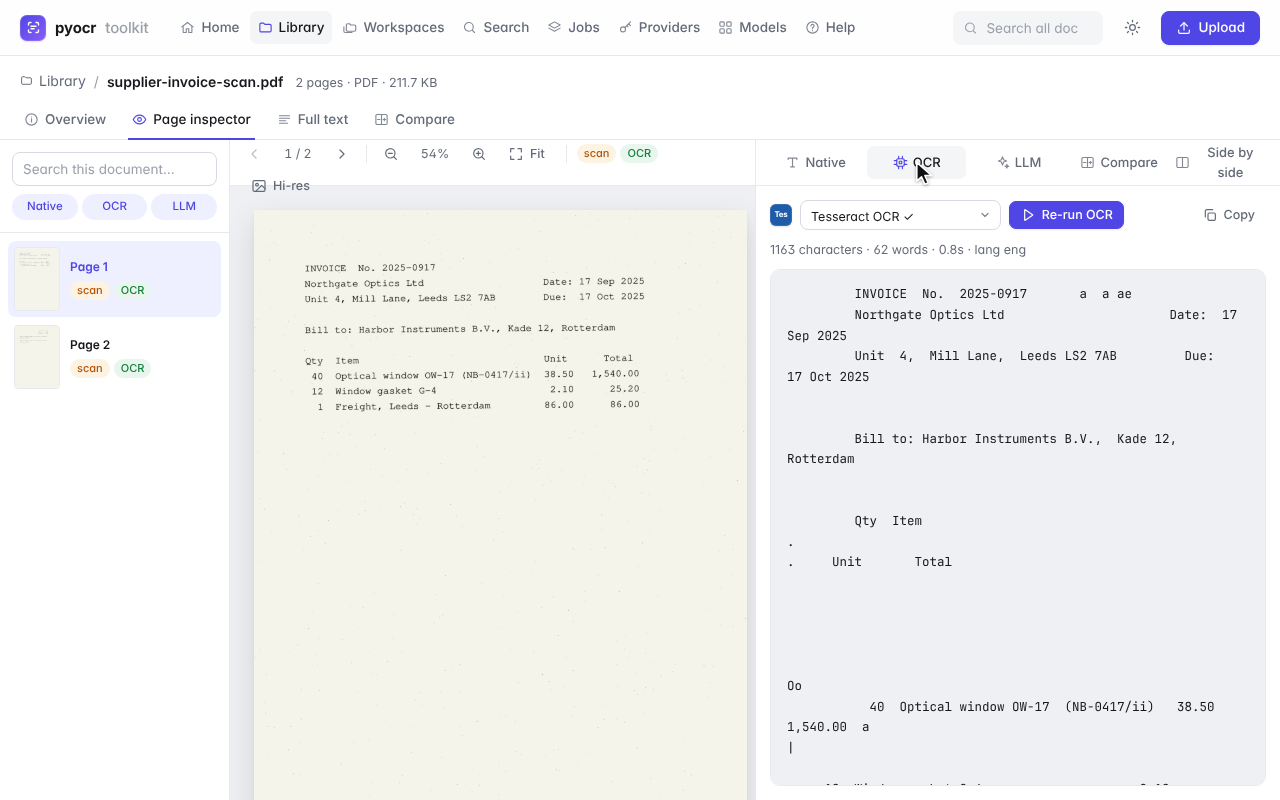 pyocr toolkit
Home Library Workspaces Search Jobs Providers Models Help
Search all doc
Upload
Library / supplier-invoice-scan.pdf 2 pages · PDF · 211.7 KB
Overview Page inspector Full text Compare
Search this document...
Native OCR LLM
Page 1
scan OCR
Page 2
scan OCR
1 / 2 54% Fit scan OCR
Hi-res
INVOICE No. 2025-0917
Northgate Optics Ltd Date: 17 Sep 2025
Unit 4, Mill Lane, Leeds LS2 7AB Due: 17 Oct 2025
Bill to: Harbor Instruments B.V., Kade 12, Rotterdam
Qty Item Unit Total
40 Optical window OW-17 (NB-0417/ii) 38.50 1,540.00
12 Window gasket G-4 2.10 25.20
1 Freight, Leeds - Rotterdam 86.00 86.00
Native OCR LLM Compare Side by side
Tes Tesseract OCR ✓ Re-run OCR Copy
1163 characters · 62 words · 0.8s · lang eng
INVOICE No. 2025-0917 a a ae
Northgate Optics Ltd Date: 17
Sep 2025
Unit 4, Mill Lane, Leeds LS2 7AB Due:
17 Oct 2025
Bill to: Harbor Instruments B.V., Kade 12,
Rotterdam
Qty Item
.
. Unit Total
Oo
40 Optical window OW-17 (NB-0417/ii) 38.50
1,540.00 a
|